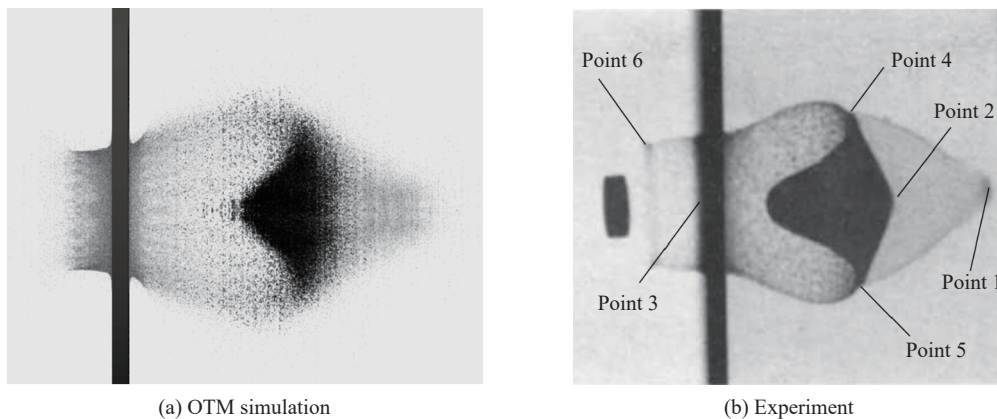 Point 6
Point 4
Point 2
Point 3
Point 1
Point 5
(a) OTM simulation
(b) Experiment